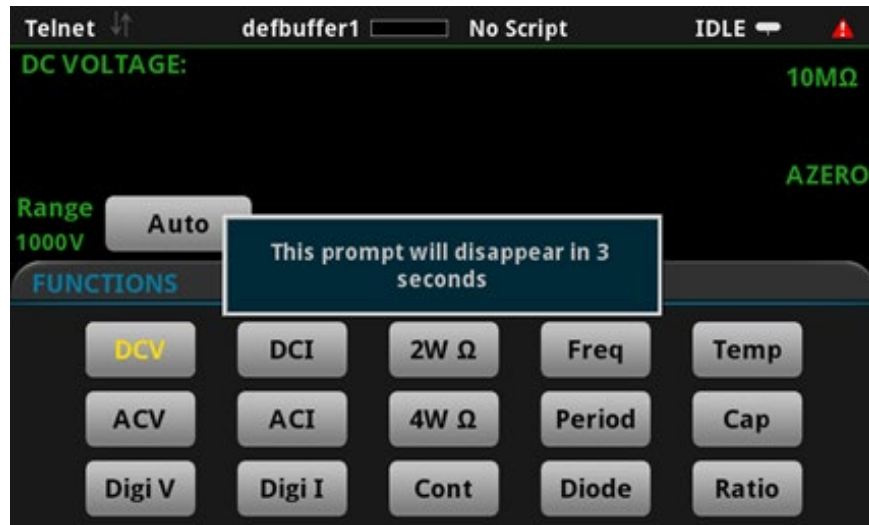 Telnet defbuffer1 No Script IDLE
DC VOLTAGE:
10MΩ
AZERO
Range
1000V
Auto
This prompt will disappear in 3
seconds
FUNCTIONS
DCV DCI 2W Ω Freq Temp
ACV ACI 4W Ω Period Cap
Digi V Digi I Cont Diode Ratio